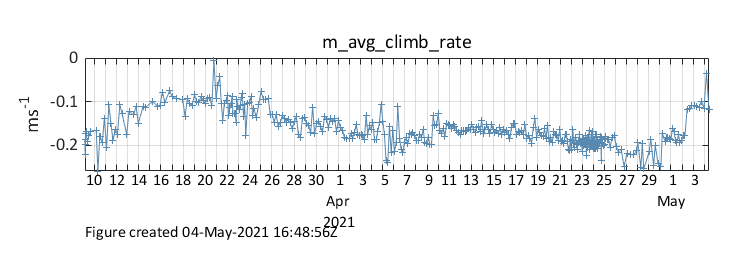 m_avg_climb_rate
0
-0.1
-0.2
ms-1
10 12 14 16 18 20 22 24 26 28 30 1 3 5 7 9 11 13 15 17 19 21 23 25 27 29 1 3
Apr May
2021
Figure created 04-May-2021 16:48:56Z